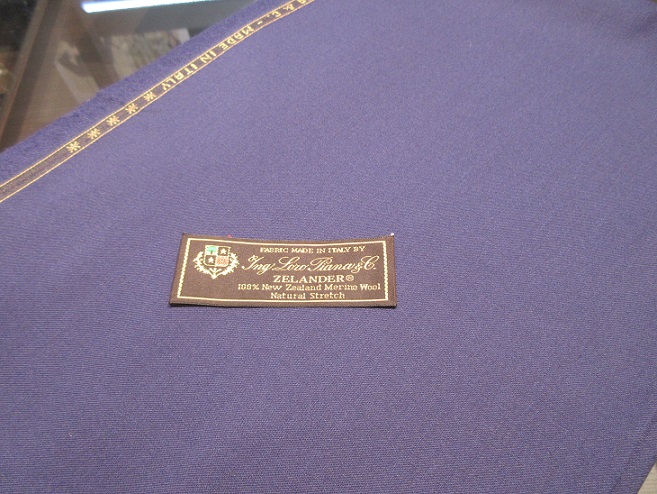 & C. - MADE IN ITALY
FABRIC MADE IN ITALY BY
Ing. Loro Piana & C.
ZELANDER®
100% New Zealand Merino Wool
Natural Stretch